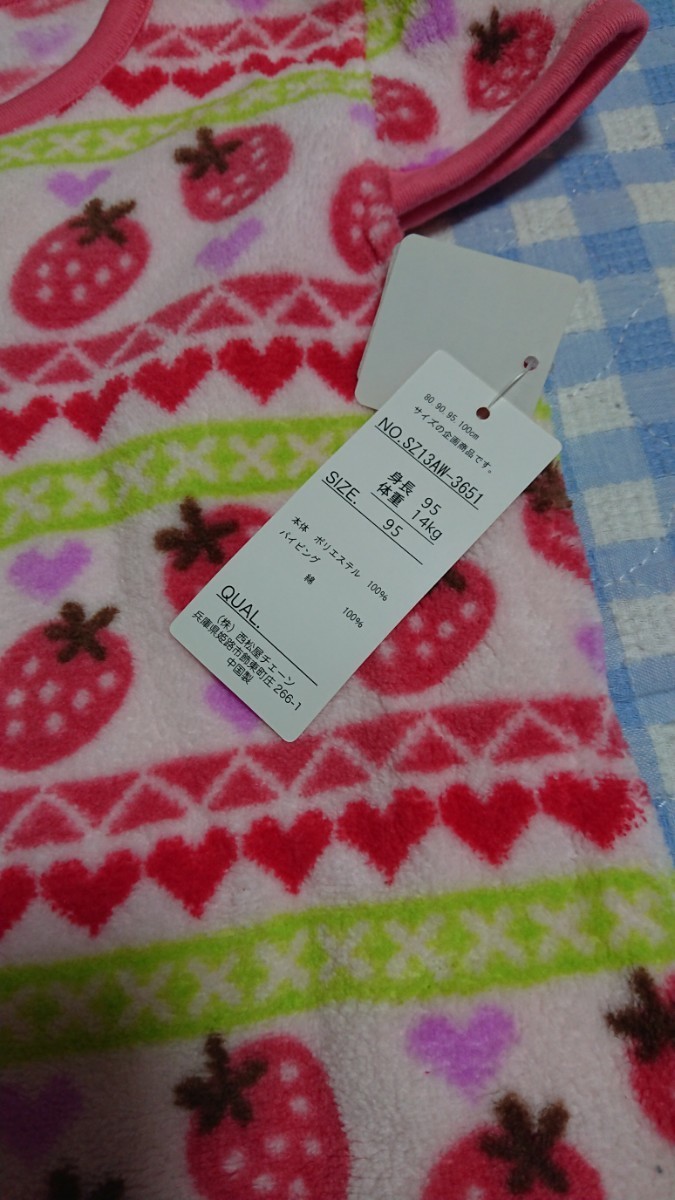 80 90 95 100cm
サイズの企画商品です。
NO.SZ13AW-3651
身長 95
体重 14kg
SIZE. 95
本体 ポリエステル 100%
パイピング
綿 100%
QUAL.
(株) 西松屋チェーン
兵庫県姫路市飾東町庄266-1
中国製